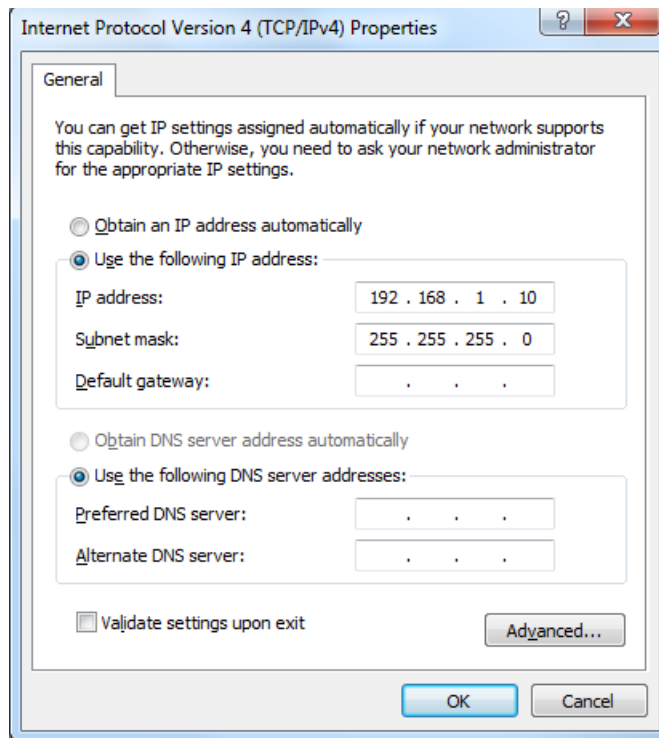 Internet Protocol Version 4 (TCP/IPv4) Properties
General
You can get IP settings assigned automatically if your network supports
this capability. Otherwise, you need to ask your network administrator
for the appropriate IP settings.
Obtain an IP address automatically
Use the following IP address:
IP address: 192 . 168 . 1 . 10
Subnet mask: 255 . 255 . 255 . 0
Default gateway: . . .
Obtain DNS server address automatically
Use the following DNS server addresses:
Preferred DNS server: . . .
Alternate DNS server: . . .
Validate settings upon exit
Advanced...
OK Cancel